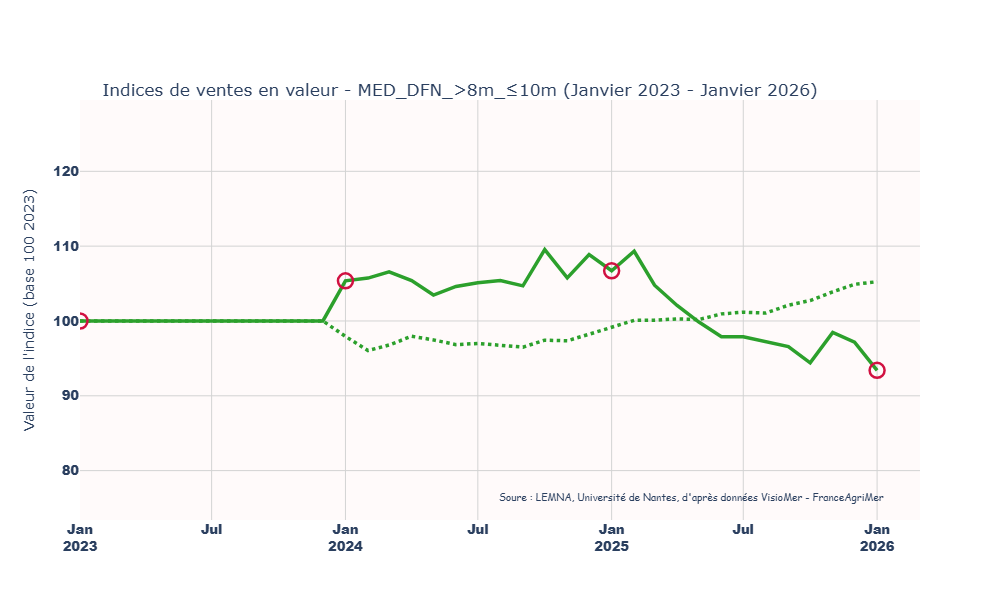 Indices de ventes en valeur - MED_DFN_>8m_≤10m (Janvier 2023 - Janvier 2026)
Valeur de l'indice (base 100 2023)
120
110
100
90
80
Soure : LEMNA, Université de Nantes, d'après données VisioMer - FranceAgriMer
Jan
2023
Jul
Jan
2024
Jul
Jan
2025
Jul
Jan
2026